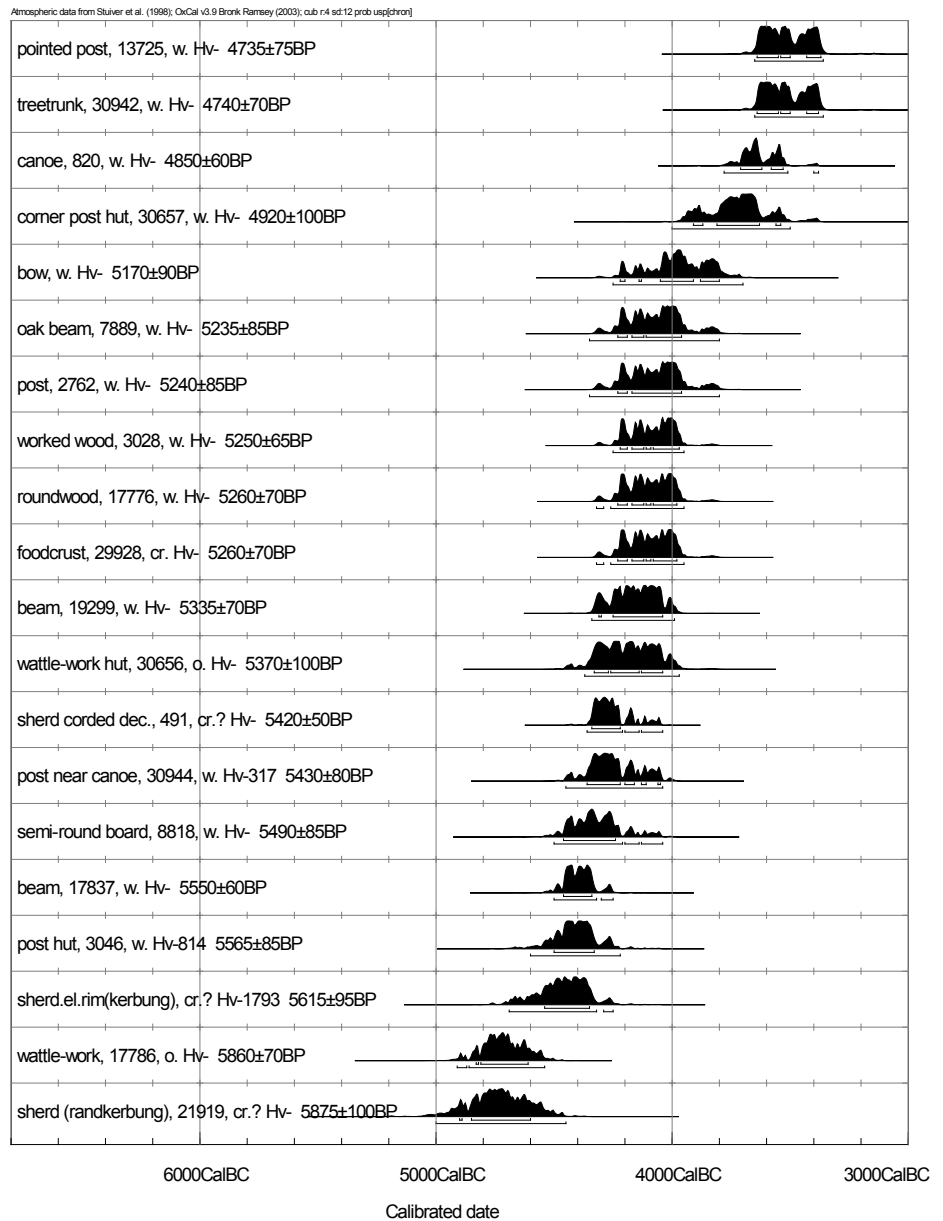 Atmospheric data from Stuiver et al. (1998); OxCal v3.9 Bronk Ramsey (2003); cub r:4 sd:12 prob usp[chron]
pointed post, 13725, w. Hv- 4735±75BP
treetrunk, 30942, w. Hv- 4740±70BP
canoe, 820, w. Hv- 4850±60BP
corner post hut, 30657, w. Hv- 4920±100BP
bow, w. Hv- 5170±90BP
oak beam, 7889, w. Hv- 5235±85BP
post, 2762, w. Hv- 5240±85BP
worked wood, 3028, w. Hv- 5250±65BP
roundwood, 17776, w. Hv- 5260±70BP
foodcrust, 29928, cr. Hv- 5260±70BP
beam, 19299, w. Hv- 5335±70BP
wattle-work hut, 30656, o. Hv- 5370±100BP
sherd corded dec., 491, cr.? Hv- 5420±50BP
post near canoe, 30944, w. Hv-317 5430±80BP
semi-round board, 8818, w. Hv- 5490±85BP
beam, 17837, w. Hv- 5550±60BP
post hut, 3046, w. Hv-814 5565±85BP
sherd.el.rim(kerbung), cr.? Hv-1793 5615±95BP
wattle-work, 17786, o. Hv- 5860±70BP
sherd (randkerbung), 21919, cr.? Hv- 5875±100BP
6000CalBC 5000CalBC 4000CalBC 3000CalBC
Calibrated date